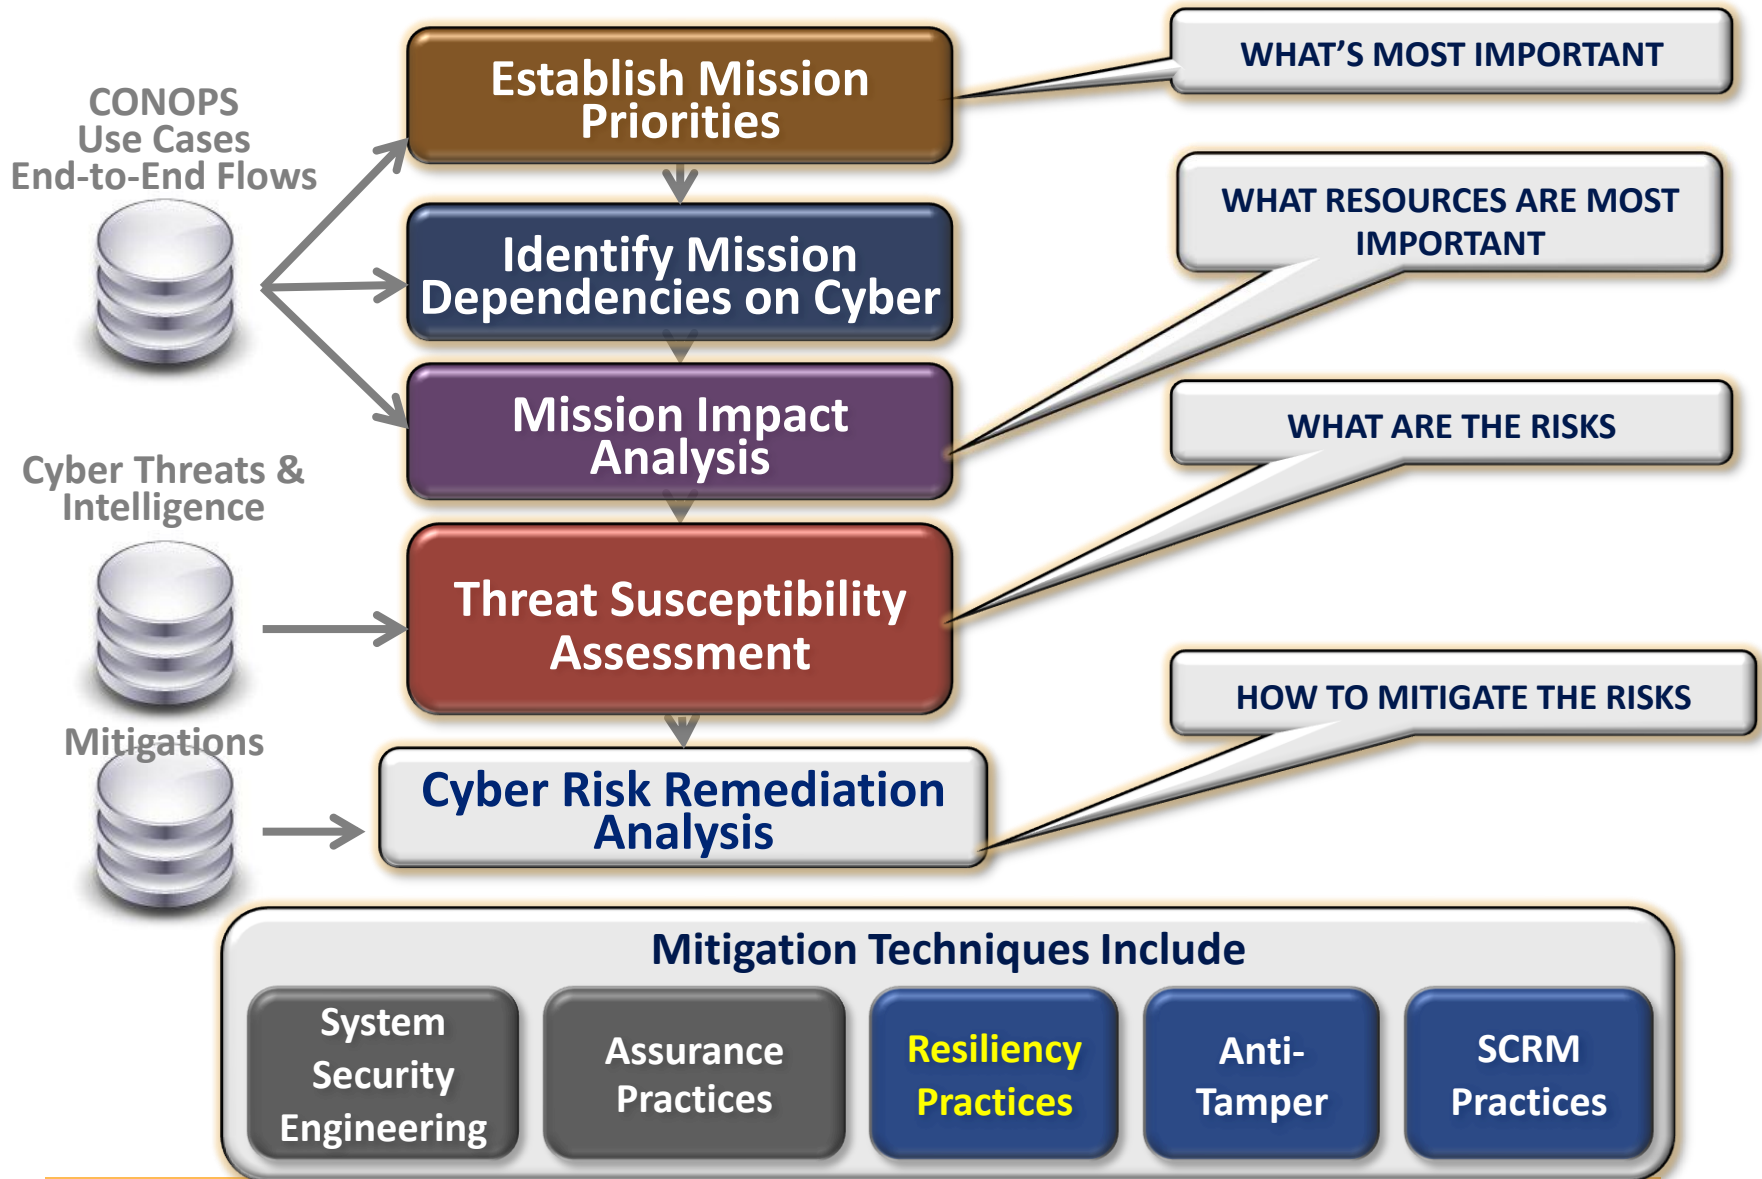 CONOPS
Use Cases
End-to-End Flows
Establish Mission
Priorities
WHAT'S MOST IMPORTANT
Identify Mission
Dependencies on Cyber
WHAT RESOURCES ARE MOST
IMPORTANT
Mission Impact
Analysis
WHAT ARE THE RISKS
Cyber Threats &
Intelligence
Threat Susceptibility
Assessment
HOW TO MITIGATE THE RISKS
Mitigations
Cyber Risk Remediation
Analysis
Mitigation Techniques Include
System
Security
Engineering
Assurance
Practices
Resiliency
Practices
Anti-
Tamper
SCRM
Practices